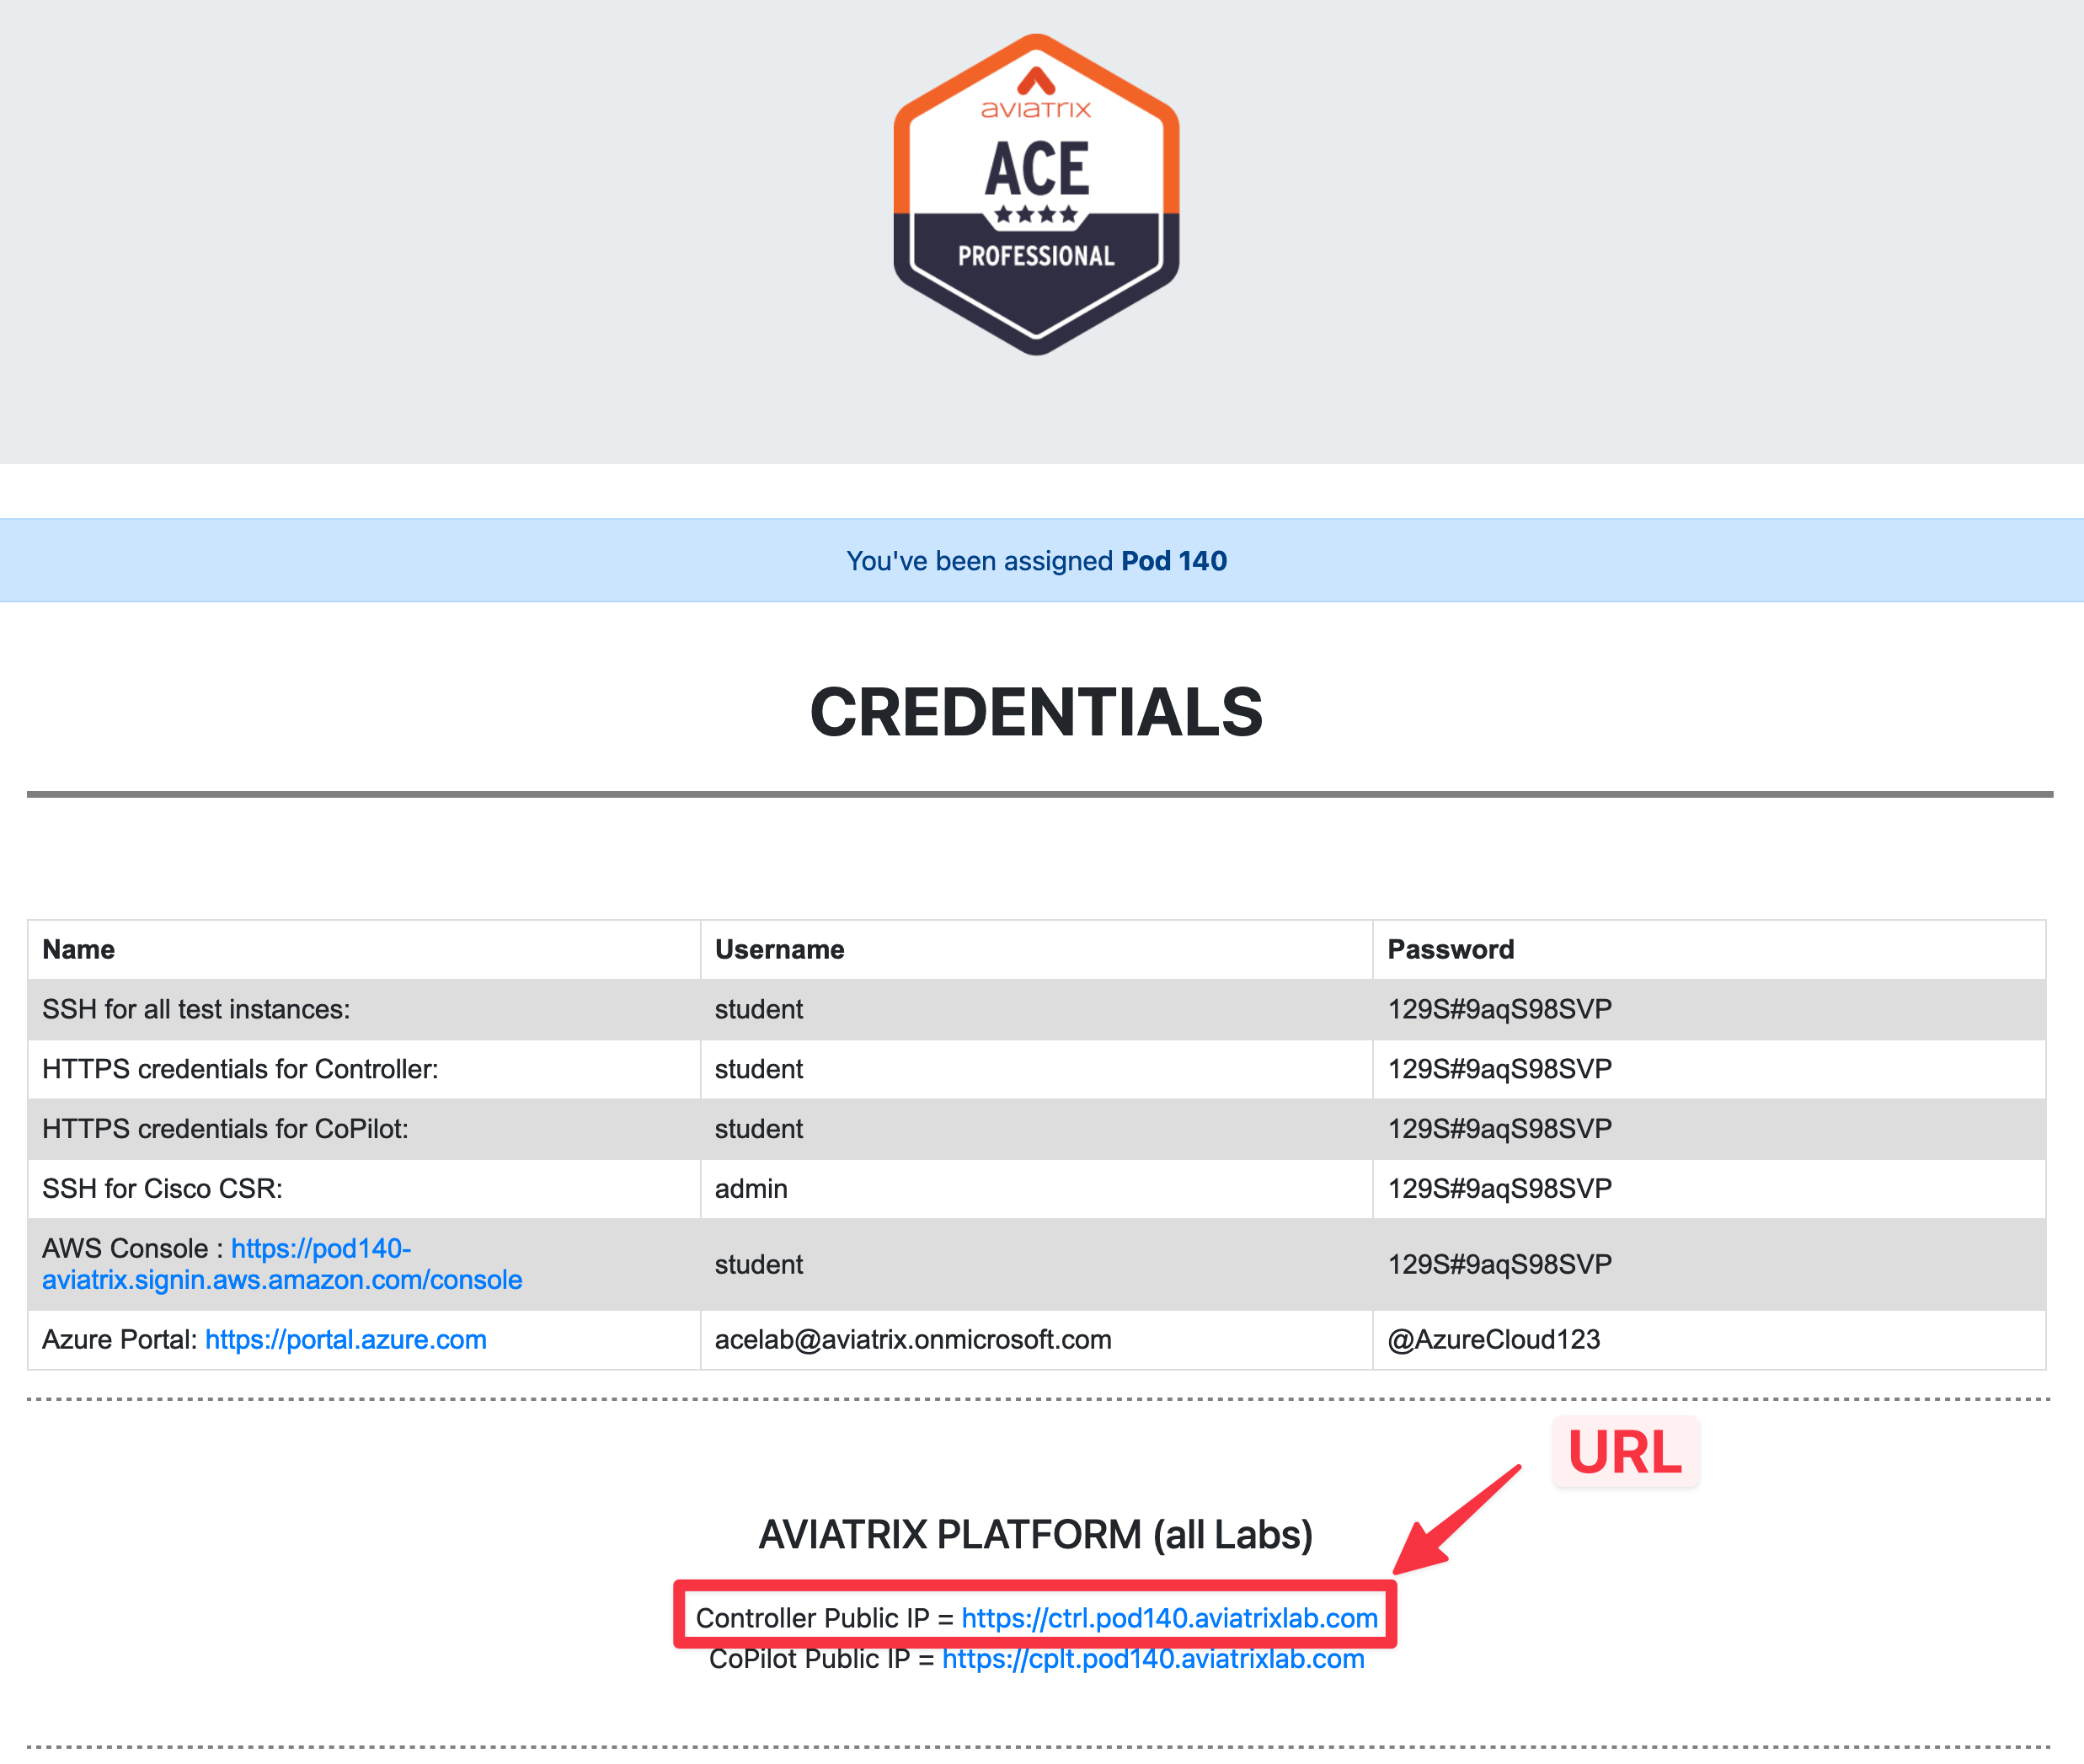 aviatrix
ACE
PROFESSIONAL
You've been assigned Pod 140
CREDENTIALS
Name Username Password
SSH for all test instances: student 129S#9aqS98SVP
HTTPS credentials for Controller: student 129S#9aqS98SVP
HTTPS credentials for CoPilot: student 129S#9aqS98SVP
SSH for Cisco CSR: admin 129S#9aqS98SVP
AWS Console : https://pod140-
aviatrix.signin.aws.amazon.com/console student 129S#9aqS98SVP
Azure Portal: https://portal.azure.com acelab@aviatrix.onmicrosoft.com @AzureCloud123
URL
AVIATRIX PLATFORM (all Labs)
Controller Public IP = https://ctrl.pod140.aviatrixlab.com
CoPilot Public IP = https://cplt.pod140.aviatrixlab.com